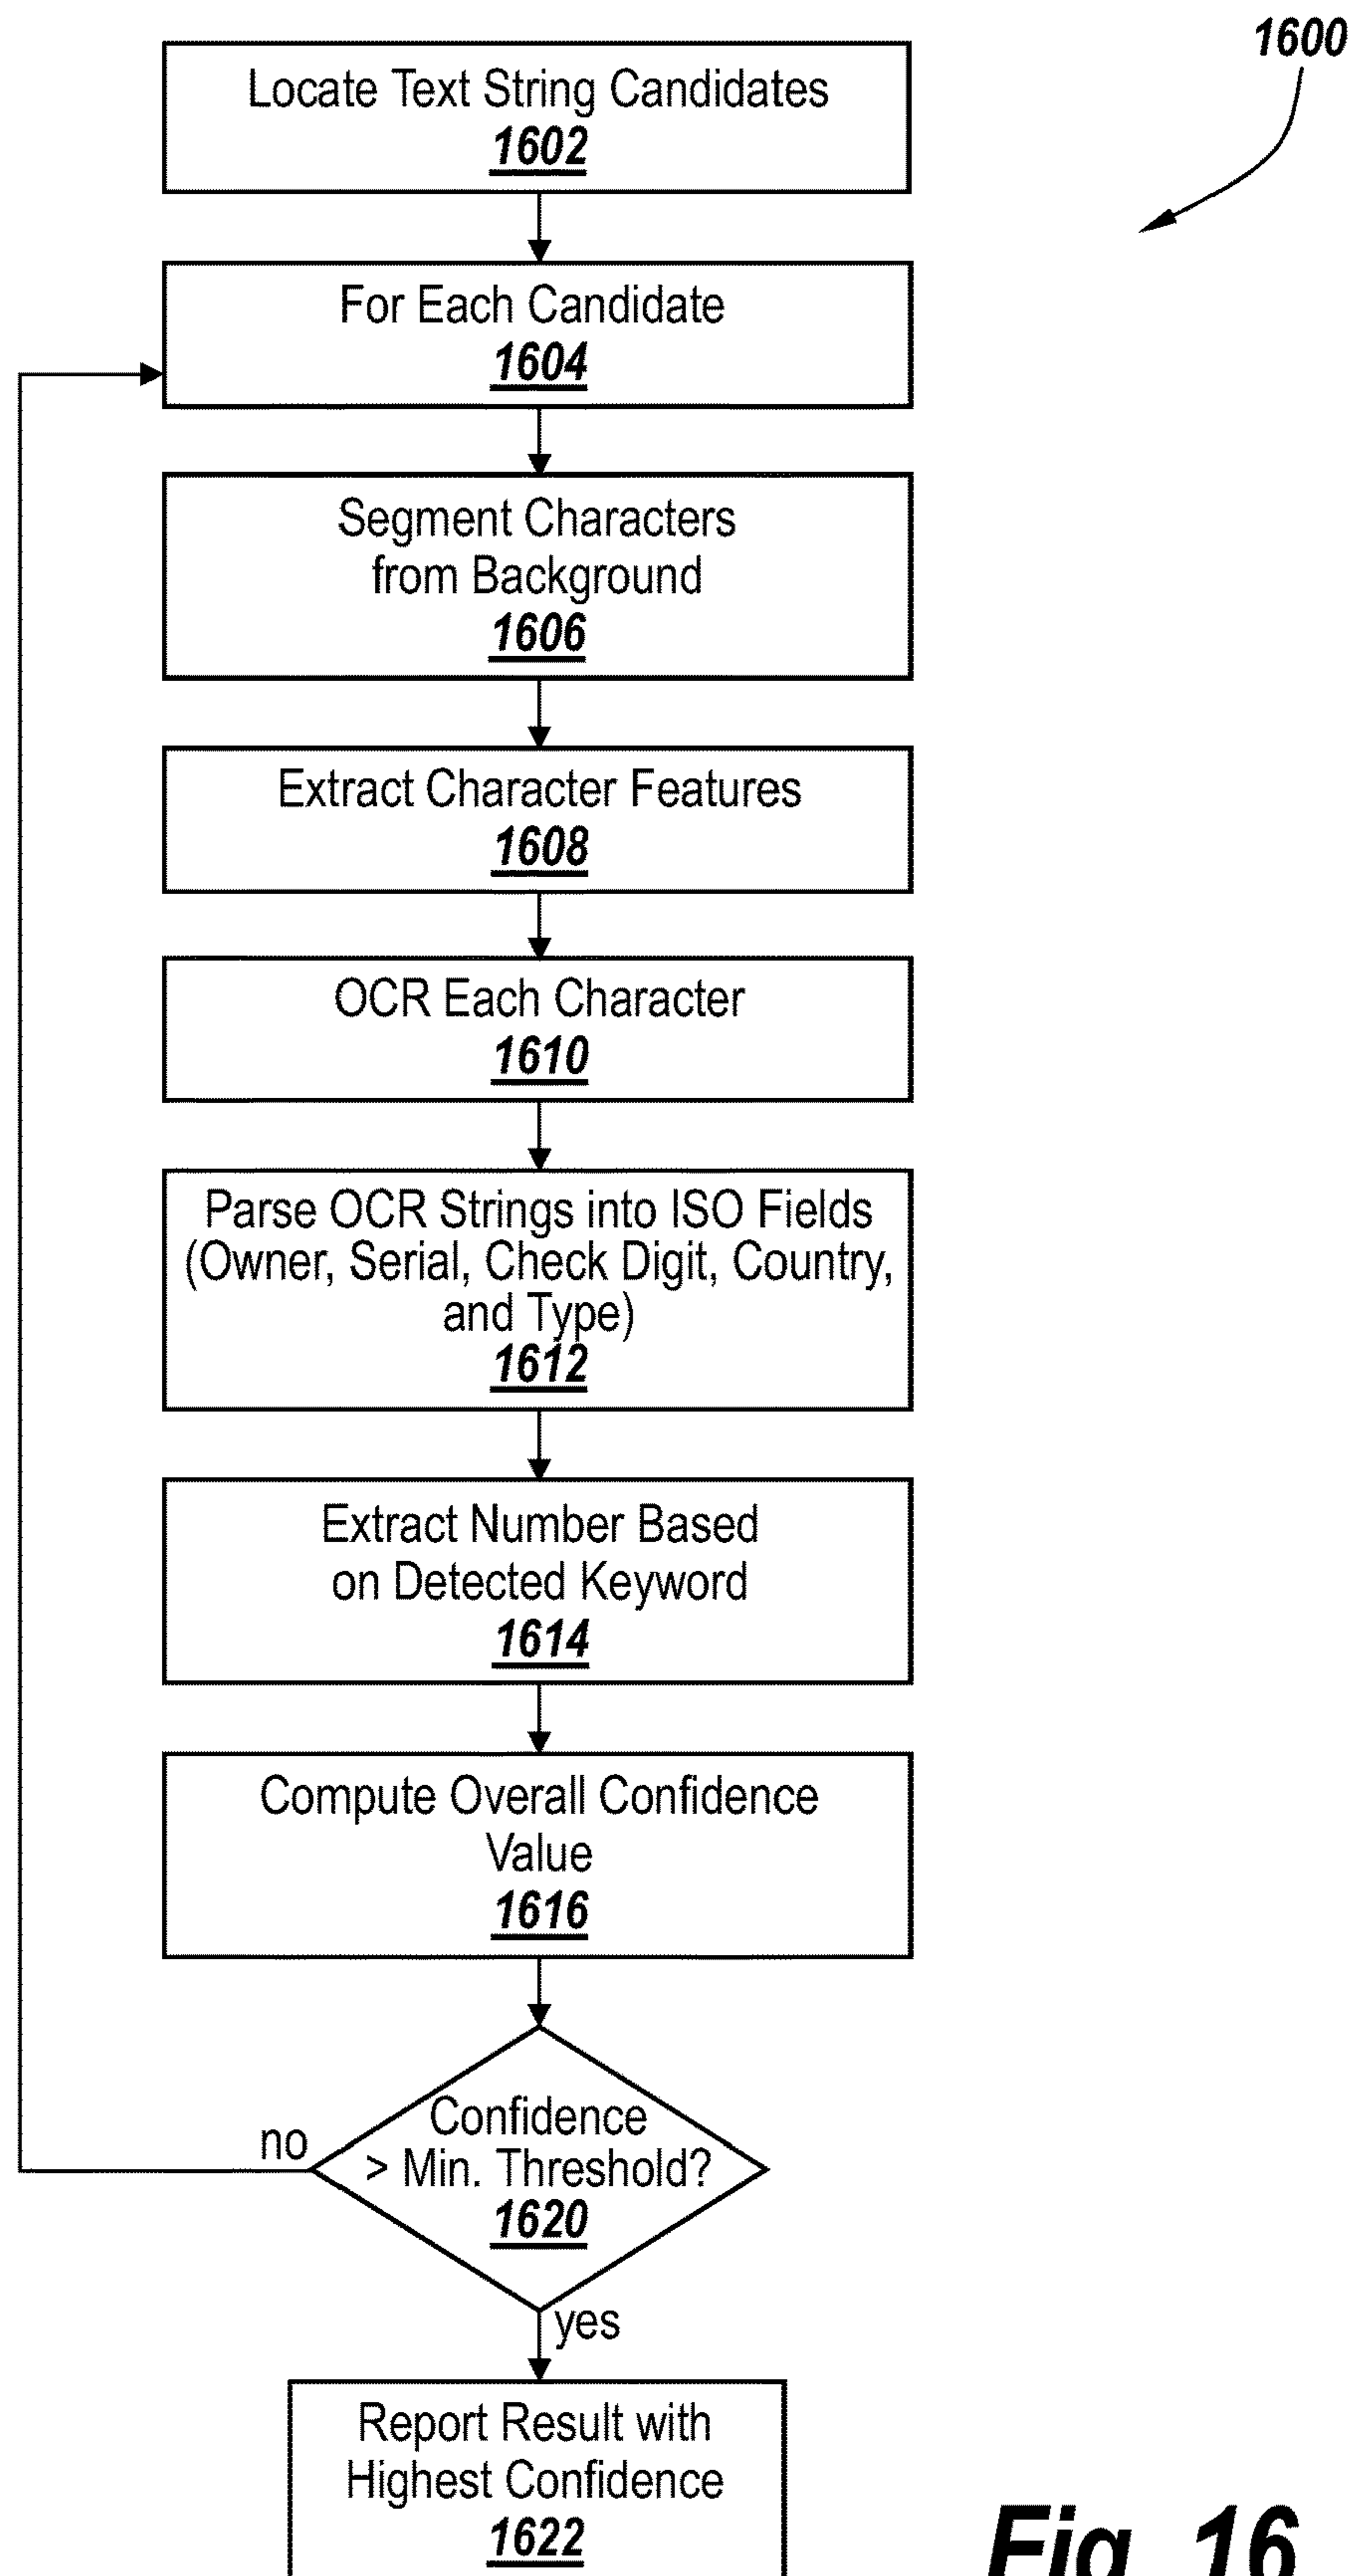 1600
Locate Text String Candidates
1602
For Each Candidate
1604
Segment Characters
from Background
1606
Extract Character Features
1608
OCR Each Character
1610
Parse OCR Strings into ISO Fields
(Owner, Serial, Check Digit, Country,
and Type)
1612
Extract Number Based
on Detected Keyword
1614
Compute Overall Confidence
Value
1616
Confidence
> Min. Threshold?
1620
no
yes
Report Result with
Highest Confidence
1622
Fig. 16